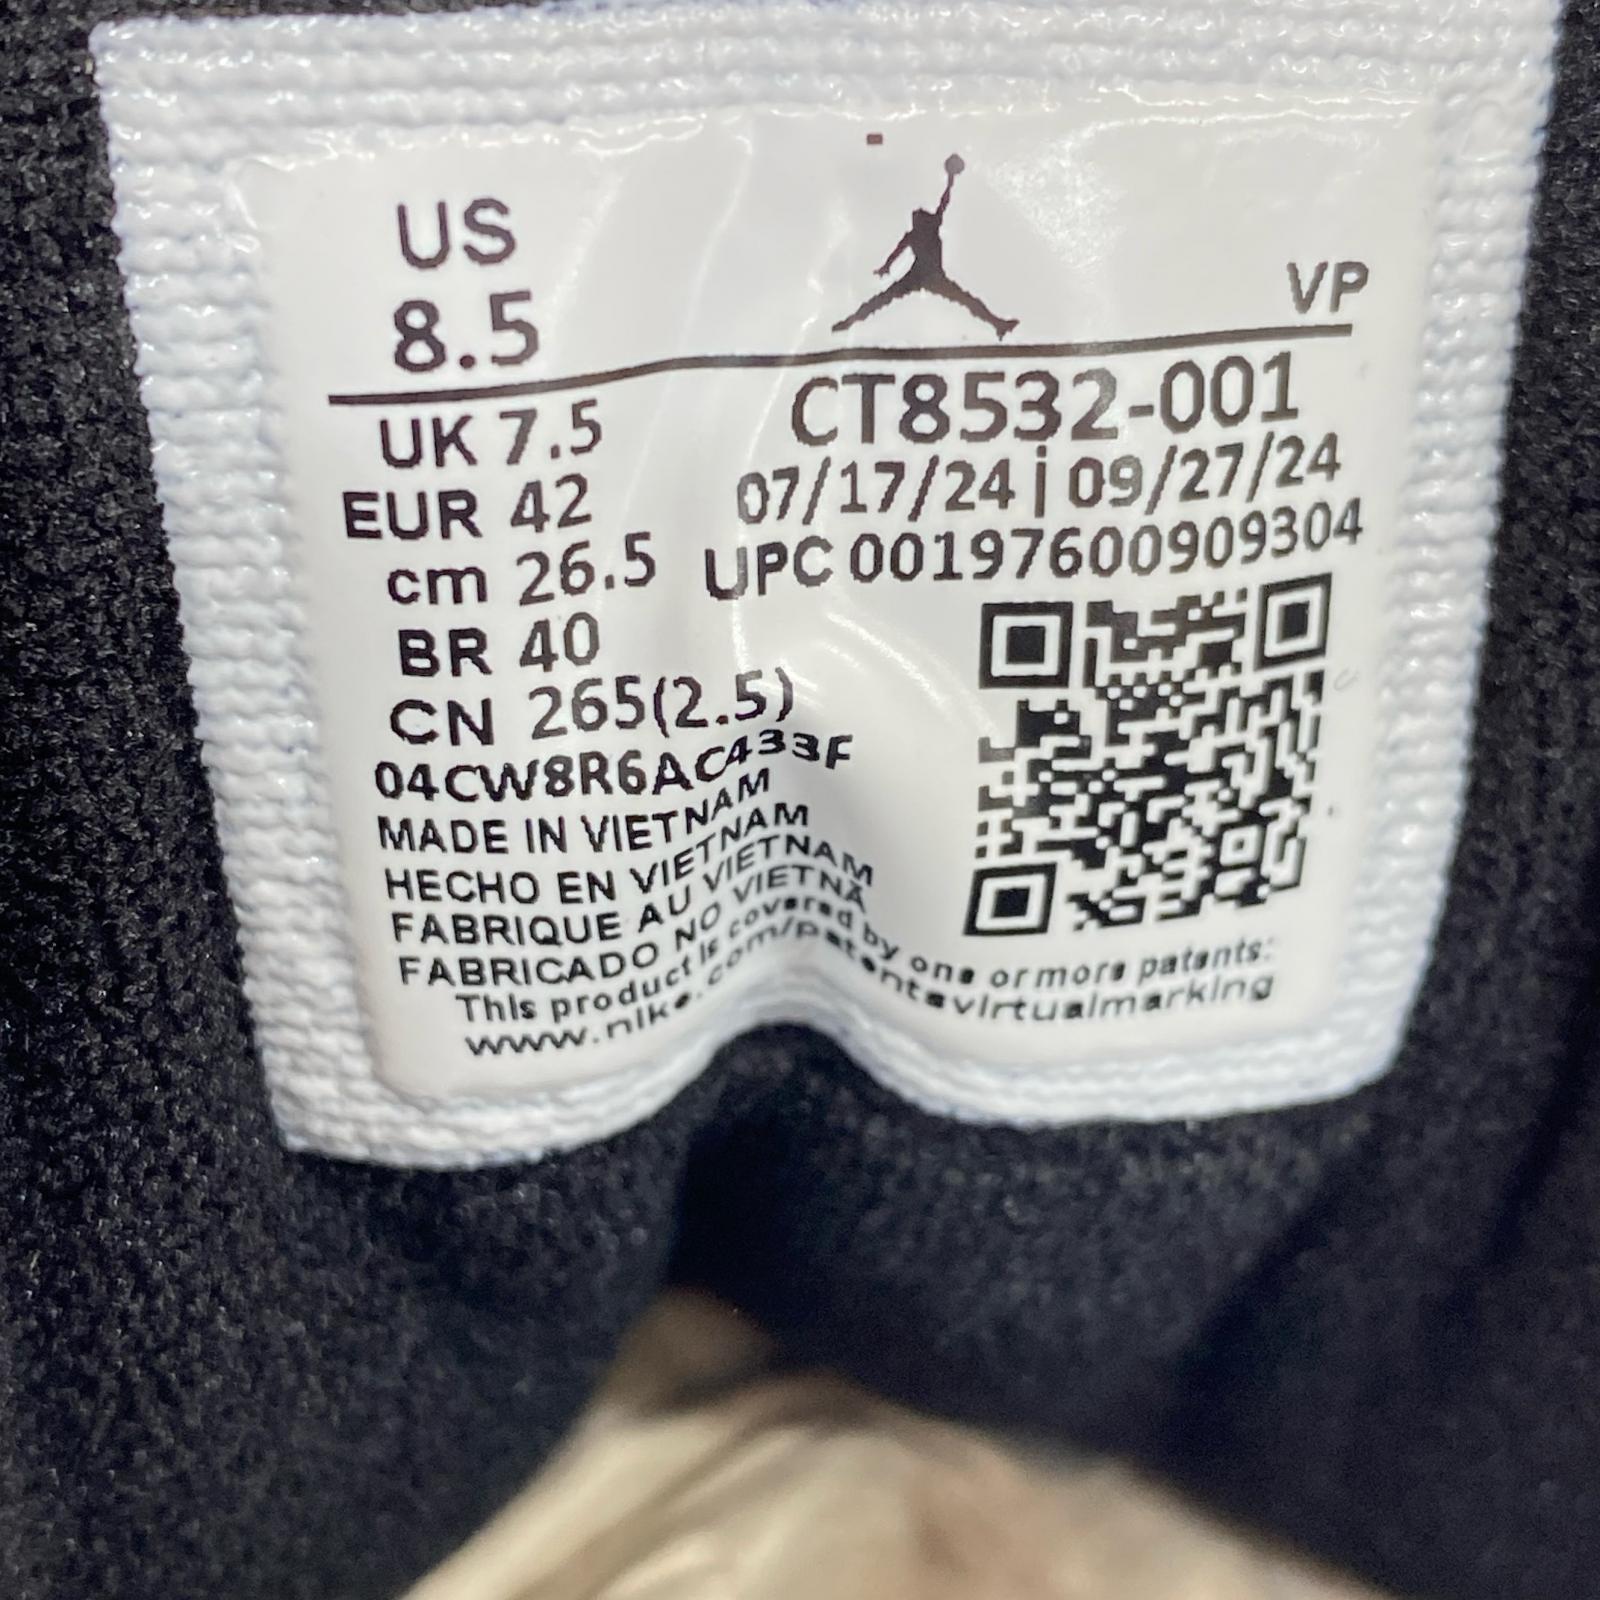 US
8.5
VP
UK 7.5
EUR 42
cm 26.5
BR 40
CN 265(2.5)
CT8532-001
07/17/24 | 09/27/24
UPC 00197600909304
04CW8R6AC433F
MADE IN VIETNAM
HECHO EN VIETNAM
FABRIQUE AU VIETNAM
FABRICADO NO VIETNÃ
This product is covered by one or more patents:
www.nike.com/patentsvirtualmarking